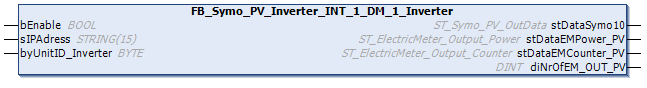 FB_Symo_PV_Inverter_INT_1_DM_1_Inverter
bEnable BOOL ST_Symo_PV_OutData stDataSymo10
sIPAdress STRING(15) ST_ElectricMeter_Output_Power stDataEMPower_PV
byUnitID_Inverter BYTE ST_ElectricMeter_Output_Counter stDataEMCounter_PV
DINT diNrOfEM_OUT_PV